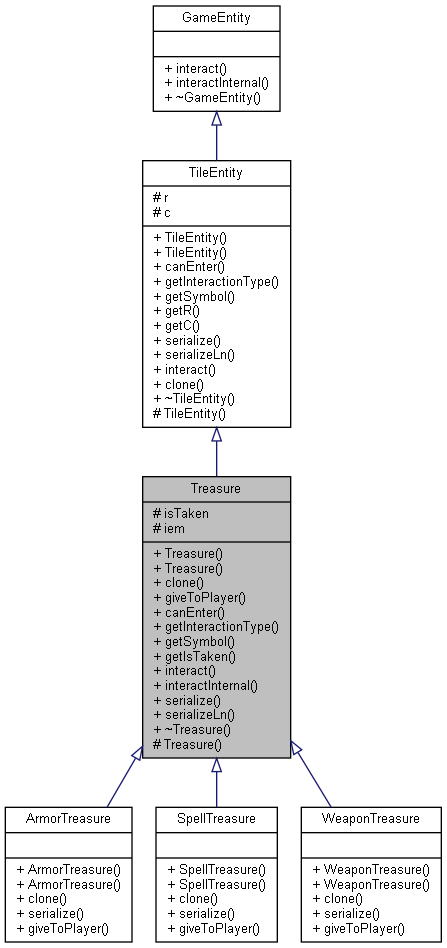 GameEntity
+ interact()
+ interactInternal()
+ ~GameEntity()
TileEntity
# r
# c
+ TileEntity()
+ TileEntity()
+ canEnter()
+ getInteractionType()
+ getSymbol()
+ getR()
+ getC()
+ serialize()
+ serializeLn()
+ interact()
+ clone()
+ ~TileEntity()
# TileEntity()
Treasure
# isTaken
# iem
+ Treasure()
+ Treasure()
+ clone()
+ giveToPlayer()
+ canEnter()
+ getInteractionType()
+ getSymbol()
+ getIsTaken()
+ interact()
+ interactInternal()
+ serialize()
+ serializeLn()
+ ~Treasure()
# Treasure()
ArmorTreasure
+ ArmorTreasure()
+ ArmorTreasure()
+ clone()
+ serialize()
+ giveToPlayer()
SpellTreasure
+ SpellTreasure()
+ SpellTreasure()
+ clone()
+ serialize()
+ giveToPlayer()
WeaponTreasure
+ WeaponTreasure()
+ WeaponTreasure()
+ clone()
+ serialize()
+ giveToPlayer()